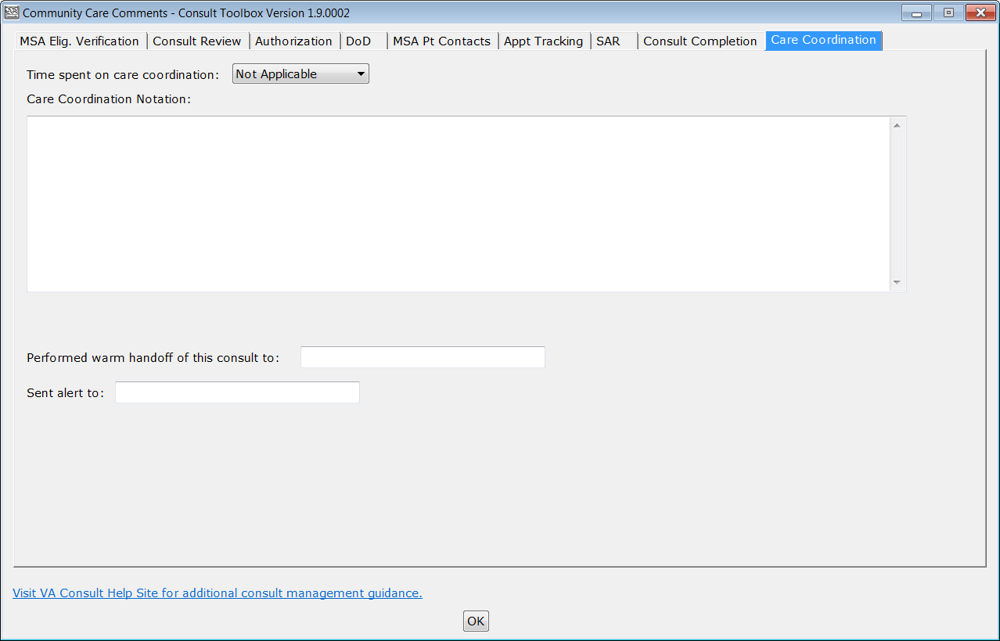 Community Care Comments - Consult Toolbox Version 1.9.0002
MSA Elig. Verification Consult Review Authorization DoD MSA Pt Contacts Appt Tracking SAR Consult Completion Care Coordination
Time spent on care coordination: Not Applicable
Care Coordination Notation:
Performed warm handoff of this consult to:
Sent alert to:
Visit VA Consult Help Site for additional consult management guidance.
OK